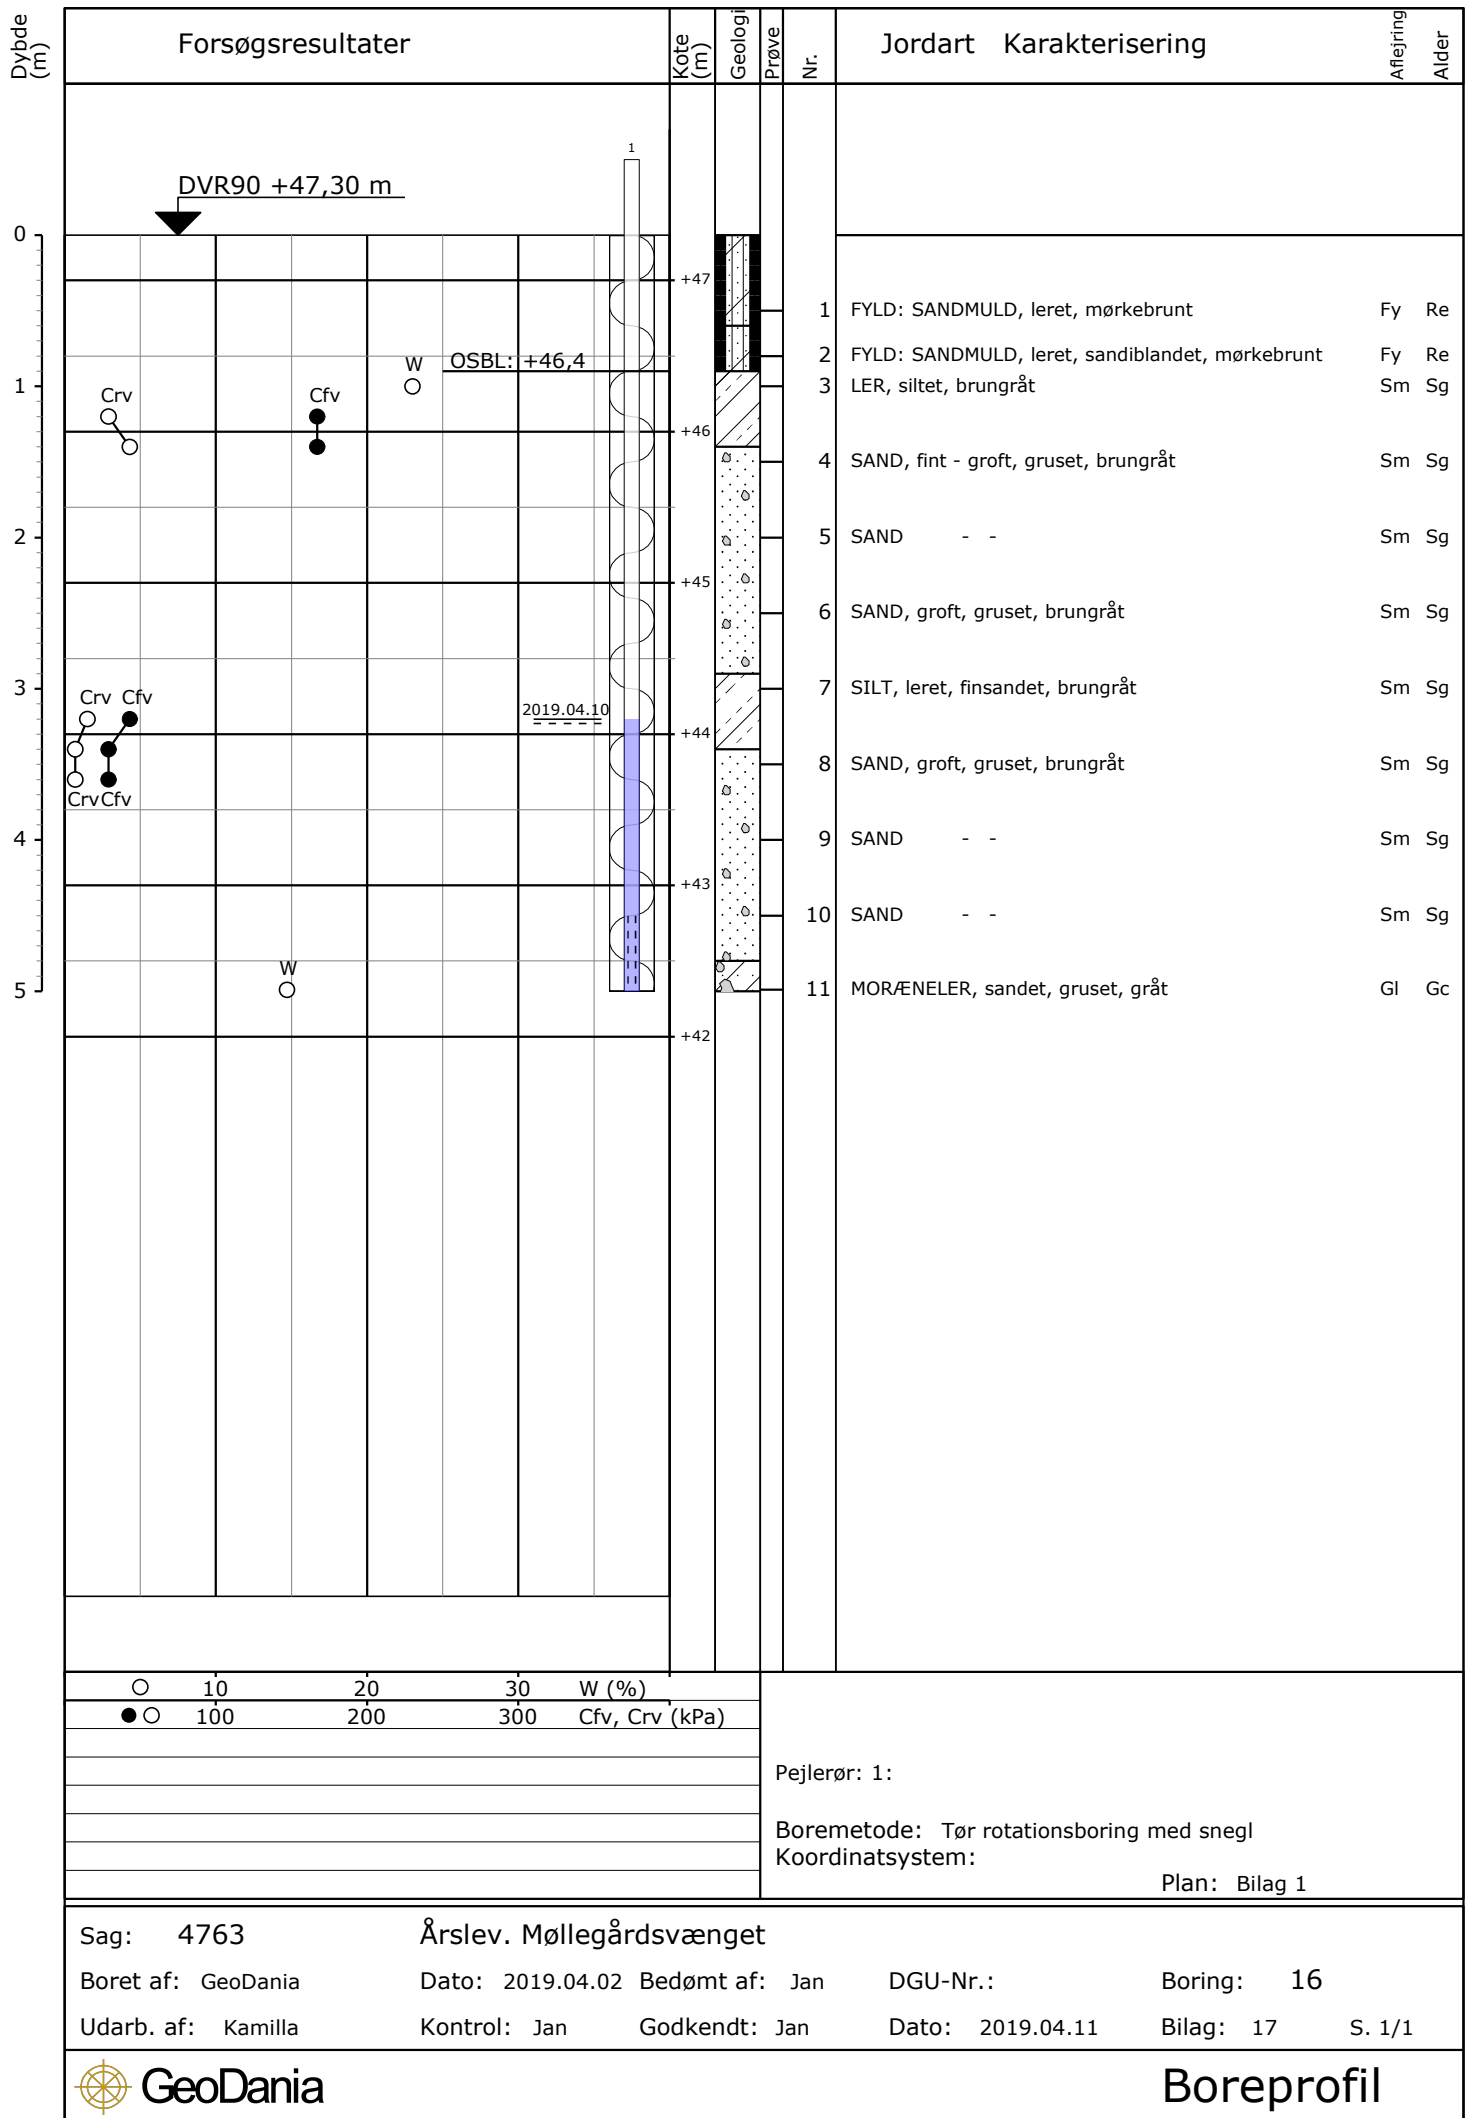 Dybde (m)
Forsøgsresultater
Kote (m)
Geologi
Prøve
Nr.
Jordart Karakterisering
Aflejring
Alder
1
DVR90 +47,30 m
0
+47
1 FYLD: SANDMULD, leret, mørkebrunt Fy Re
OSBL: +46,4
2 FYLD: SANDMULD, leret, sandiblandet, mørkebrunt Fy Re
W
1
3 LER, siltet, brungråt Sm Sg
Crv Cfv
+46
4 SAND, fint - groft, gruset, brungråt Sm Sg
2
5 SAND - - Sm Sg
+45
6 SAND, groft, gruset, brungråt Sm Sg
3
7 SILT, leret, finsandet, brungråt Sm Sg
Crv Cfv
2019.04.10
+44
8 SAND, groft, gruset, brungråt Sm Sg
Crv Cfv
4
9 SAND - - Sm Sg
+43
10 SAND - - Sm Sg
W
5
11 MORÆNELER, sandet, gruset, gråt Gl Gc
+42
10 20 30 W (%)
100 200 300 Cfv, Crv (kPa)
Pejlerør: 1:
Boremetode: Tør rotationsboring med snegl
Koordinatsystem:
Plan: Bilag 1
Sag: 4763 Årslev. Møllegårdsvænget
Boret af: GeoDania Dato: 2019.04.02 Bedømt af: Jan DGU-Nr.: Boring: 16
Udarb. af: Kamilla Kontrol: Jan Godkendt: Jan Dato: 2019.04.11 Bilag: 17 S. 1/1
GeoDania Boreprofil